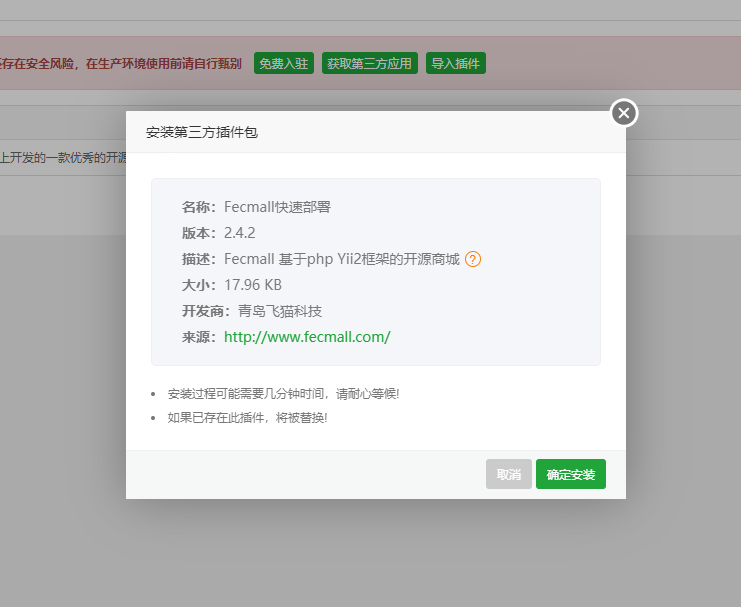 存在安全风险，在生产环境使用前请自行甄别 免费入驻 获取第三方应用 导入插件
安装第三方插件包
上开发的一款优秀的开源
名称：Fecmall快速部署
版本：2.4.2
描述：Fecmall 基于php Yii2框架的开源商城 ?
大小：17.96 KB
开发商：青岛飞猫科技
来源：http://www.fecmall.com/
• 安装过程可能需要几分钟时间，请耐心等候!
• 如果已存在此插件，将被替换!
取消 确定安装